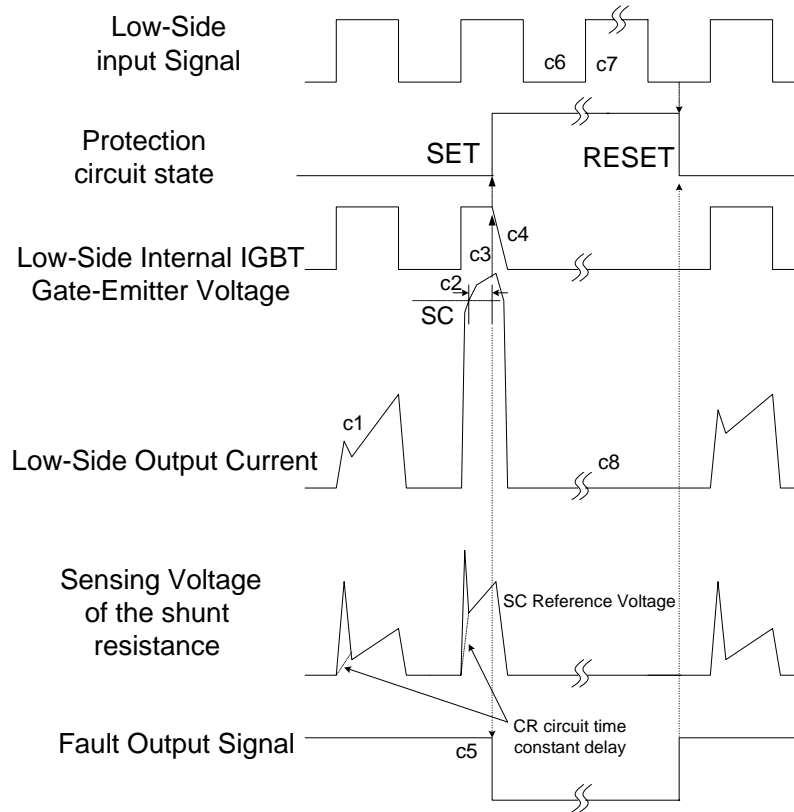 Low-Side
input Signal
c6
c7
Protection
circuit state
SET
RESET
Low-Side Internal IGBT
Gate-Emitter Voltage
c4
c3
c2
SC
c1
Low-Side Output Current
c8
Sensing Voltage
of the shunt
resistance
SC Reference Voltage
Fault Output Signal
c5
CR circuit time
constant delay